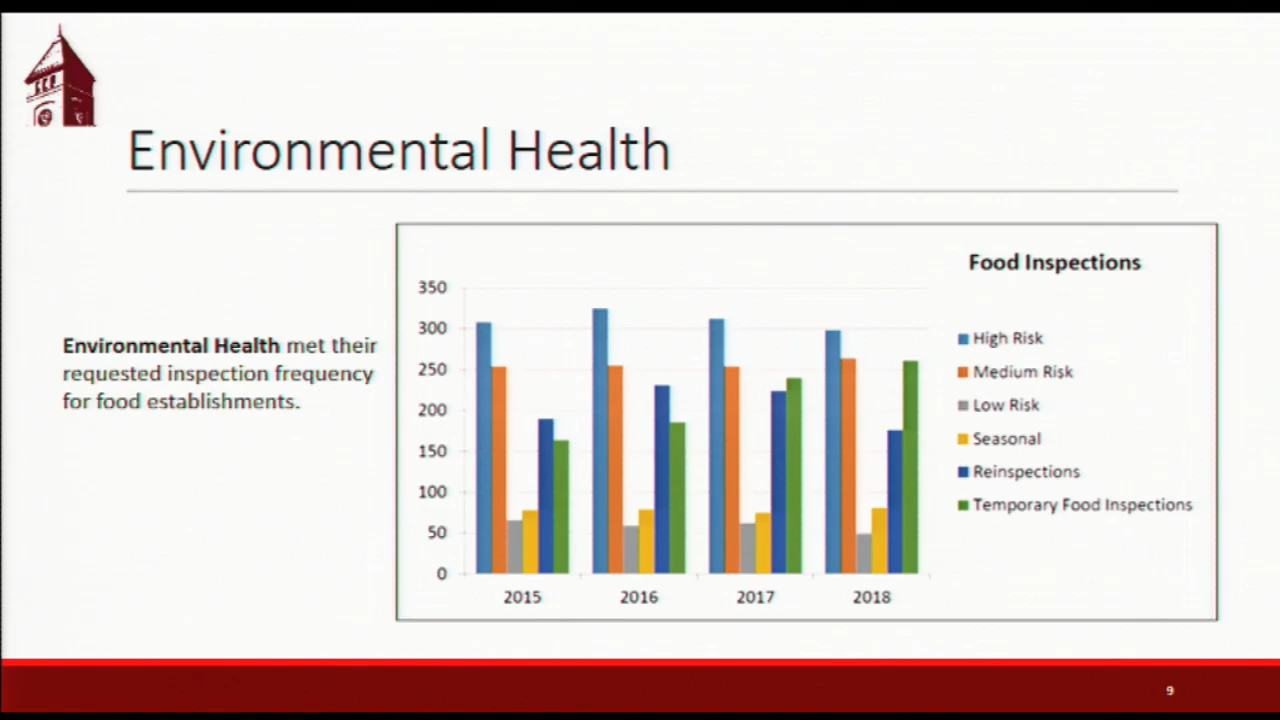 Environmental Health
Environmental Health met their
requested inspection frequency
for food establishments.
Food Inspections
350
300
250
200
150
100
50
0
2015
2016
2017
2018
High Risk
Medium Risk
Low Risk
Seasonal
Reinspections
Temporary Food Inspections
9